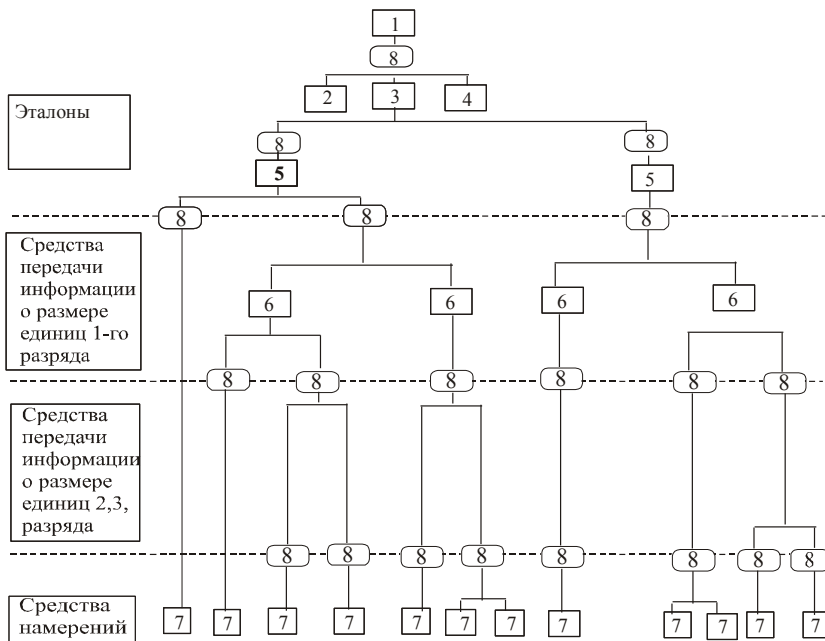 1
8
2 3 4
Эталоны
8 8
5 5
8 8 8
Средства
передачи
информации
о размере
единиц 1-го
разряда
6 6 6 6
8 8 8 8 8 8
Средства
передачи
информации
о размере
единиц 2,3,
разряда
8 8 8 8 8 8 8 8
Средства
намерений
7 7 7 7 7 7 7 7 7 7 7 7